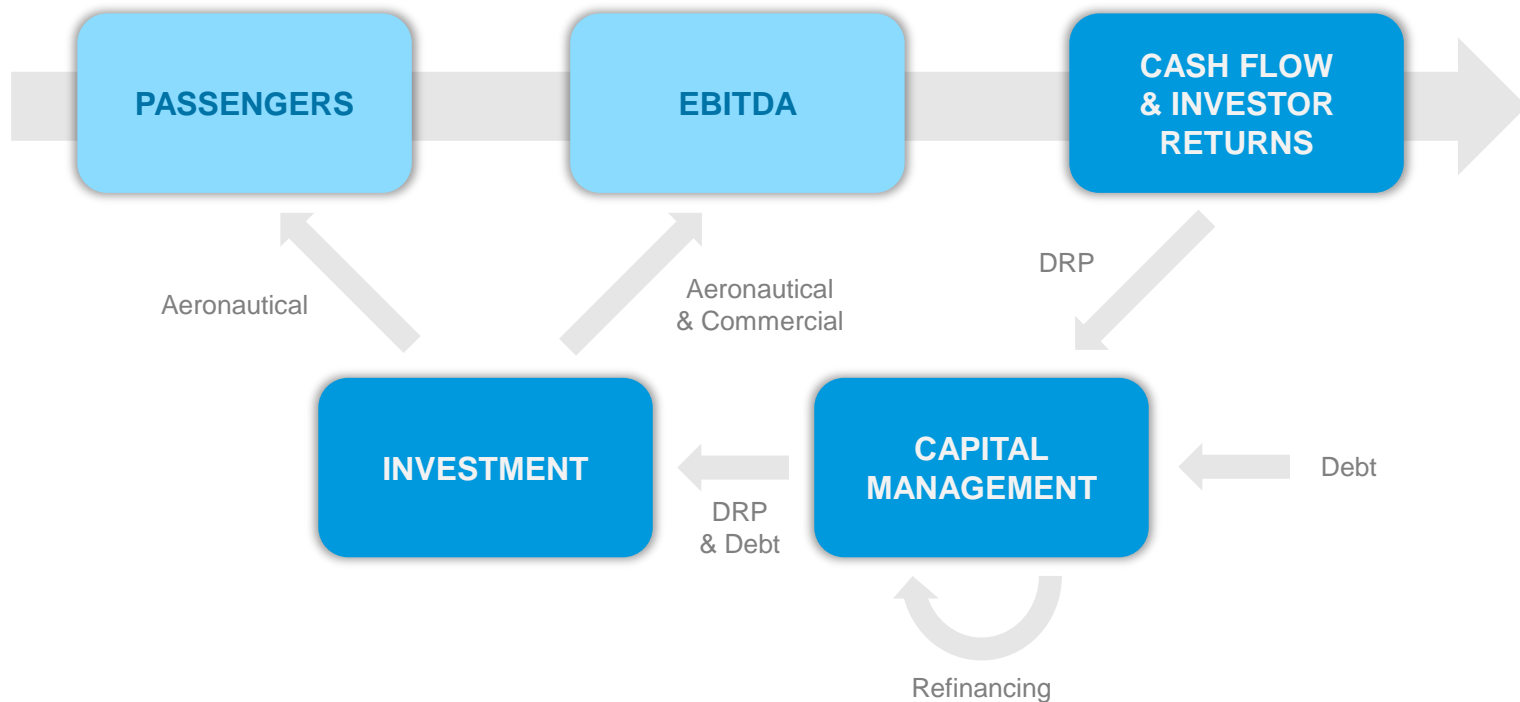 PASSENGERS
EBITDA
CASH FLOW
& INVESTOR
RETURNS
Aeronautical
Aeronautical
& Commercial
DRP
INVESTMENT
DRP
& Debt
CAPITAL
MANAGEMENT
Debt
Refinancing